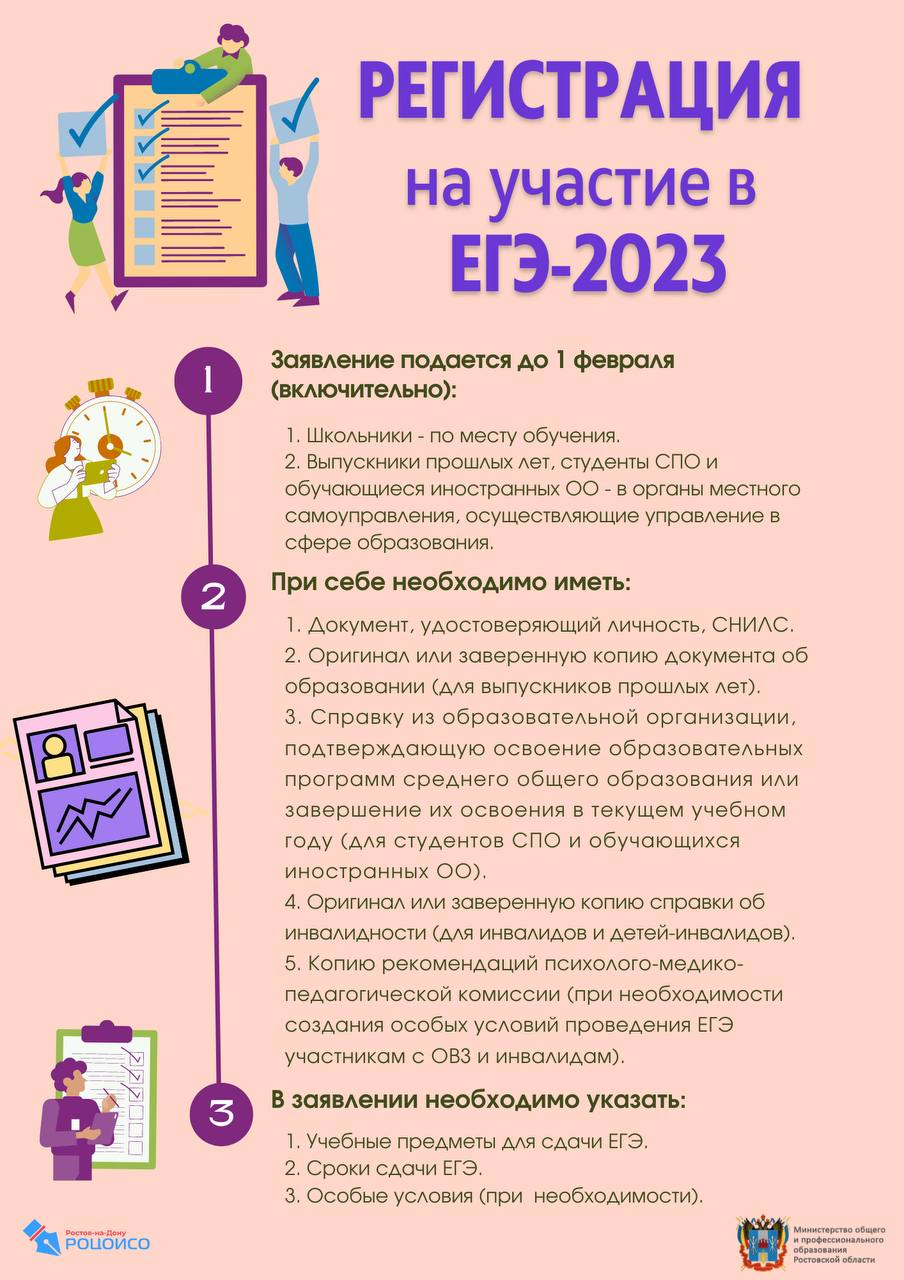 РЕГИСТРАЦИЯ
на участие в
ЕГЭ-2023
1
Заявление подается до 1 февраля
(включительно):
1. Школьники - по месту обучения.
2. Выпускники прошлых лет, студенты СПО и
обучающиеся иностранных ОО - в органы местного
самоуправления, осуществляющие управление в
сфере образования.
2
При себе необходимо иметь:
1. Документ, удостоверяющий личность, СНИЛС.
2. Оригинал или заверенную копию документа об
образовании (для выпускников прошлых лет).
3. Справку из образовательной организации,
подтверждающую освоение образовательных
программ среднего общего образования или
завершение их освоения в текущем учебном
году (для студентов СПО и обучающихся
иностранных ОО).
4. Оригинал или заверенную копию справки об
инвалидности (для инвалидов и детей-инвалидов).
5. Копию рекомендаций психолого-медико-
педагогической комиссии (при необходимости
создания особых условий проведения ЕГЭ
участникам с ОВЗ и инвалидам).
3
В заявлении необходимо указать:
1. Учебные предметы для сдачи ЕГЭ.
2. Сроки сдачи ЕГЭ.
3. Особые условия (при необходимости).
Ростов-на-Дону
РОЦОИСО
Министерство общего
и профессионального
образования
Ростовской области